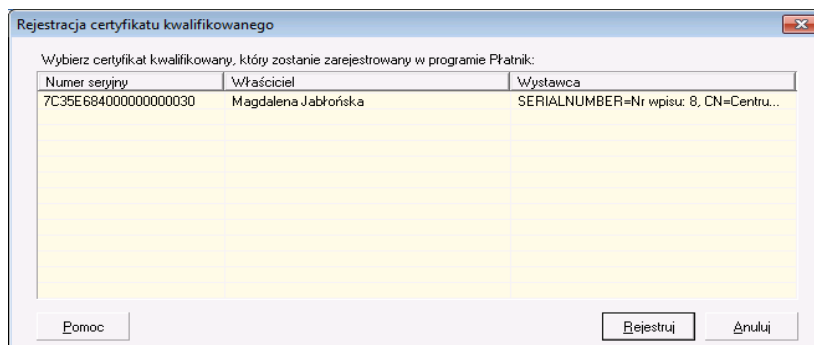 Rejestracja certyfikatu kwalifikowanego
Wybierz certyfikat kwalifikowany, który zostanie zarejestrowany w programie Płatnik:
Numer seryjny Właściciel Wystawca
7C35E684000000000030 Magdalena Jabłońska SERIALNUMBER=Nr wpisu: 8, CN=Centru...
Pomoc Rejestruj Anuluj